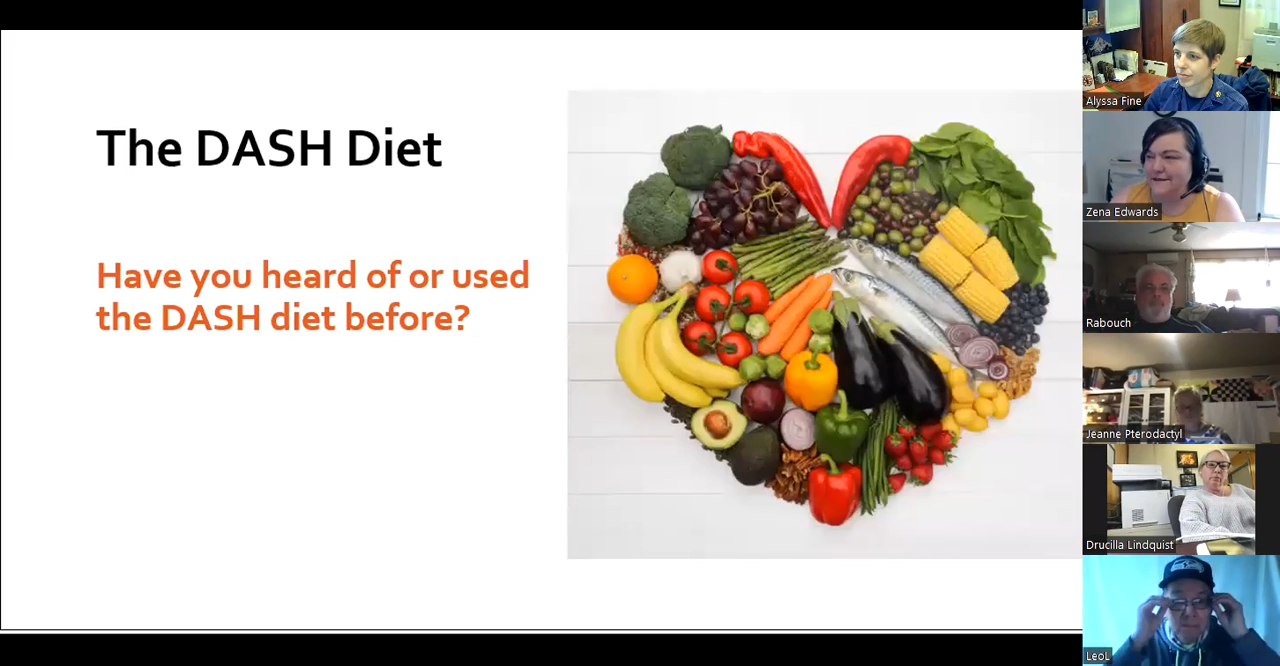 The DASH Diet
Have you heard of or used
the DASH diet before?
Alyssa Fine
Zena Edwards
Rabouch
Jeanne Pterodactyl
Drucilla Lindquist
LeoL